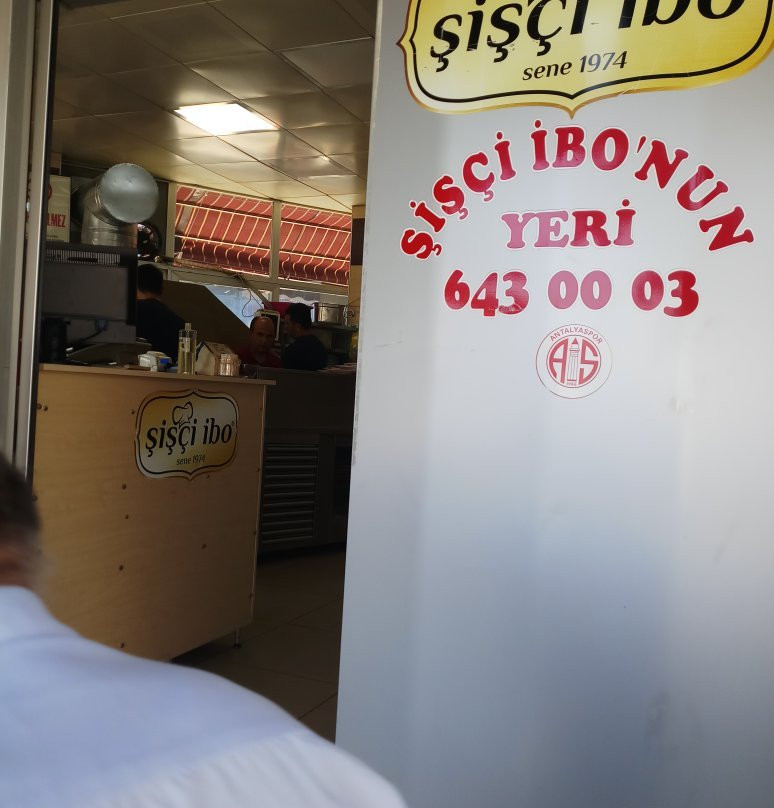 şişçi ibo
sene 1974
ŞİŞÇİ İBO'NUN
YERİ
643 00 03
ANTALYASPOR
AS
şişçi ibo
sene 1974